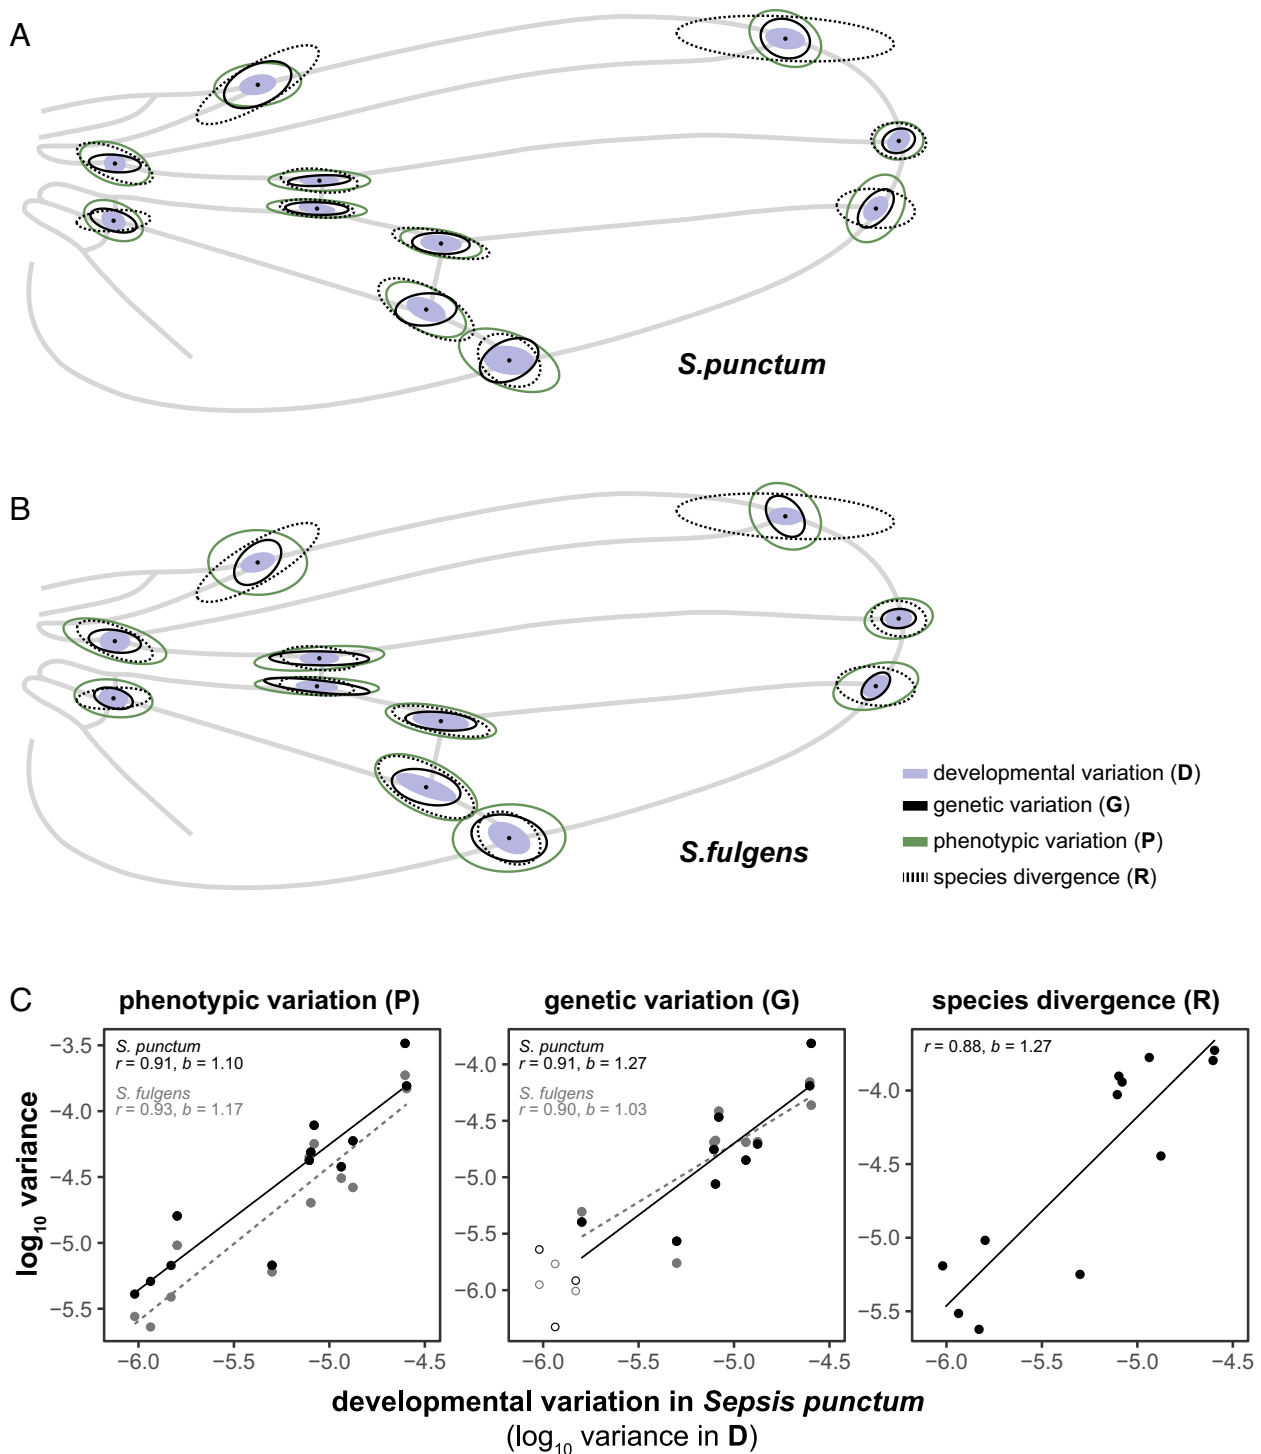 A
S.punctum
B
S.fulgens
developmental variation (D)
genetic variation (G)
phenotypic variation (P)
species divergence (R)
C
phenotypic variation (P)
genetic variation (G)
species divergence (R)
log10 variance
S. punctum
r = 0.91, b = 1.10
S. fulgens
r = 0.93, b = 1.17
−3.5
−4.0
−4.5
−5.0
−5.5
−6.0
−5.5
−5.0
−4.5
S. punctum
r = 0.91, b = 1.27
S. fulgens
r = 0.90, b = 1.03
−4.0
−4.5
−5.0
−5.5
−6.0
−6.0
−5.5
−5.0
−4.5
r = 0.88, b = 1.27
−4.0
−4.5
−5.0
−5.5
−6.0
−5.5
−5.0
−4.5
developmental variation in Sepsis punctum
(log10 variance in D)